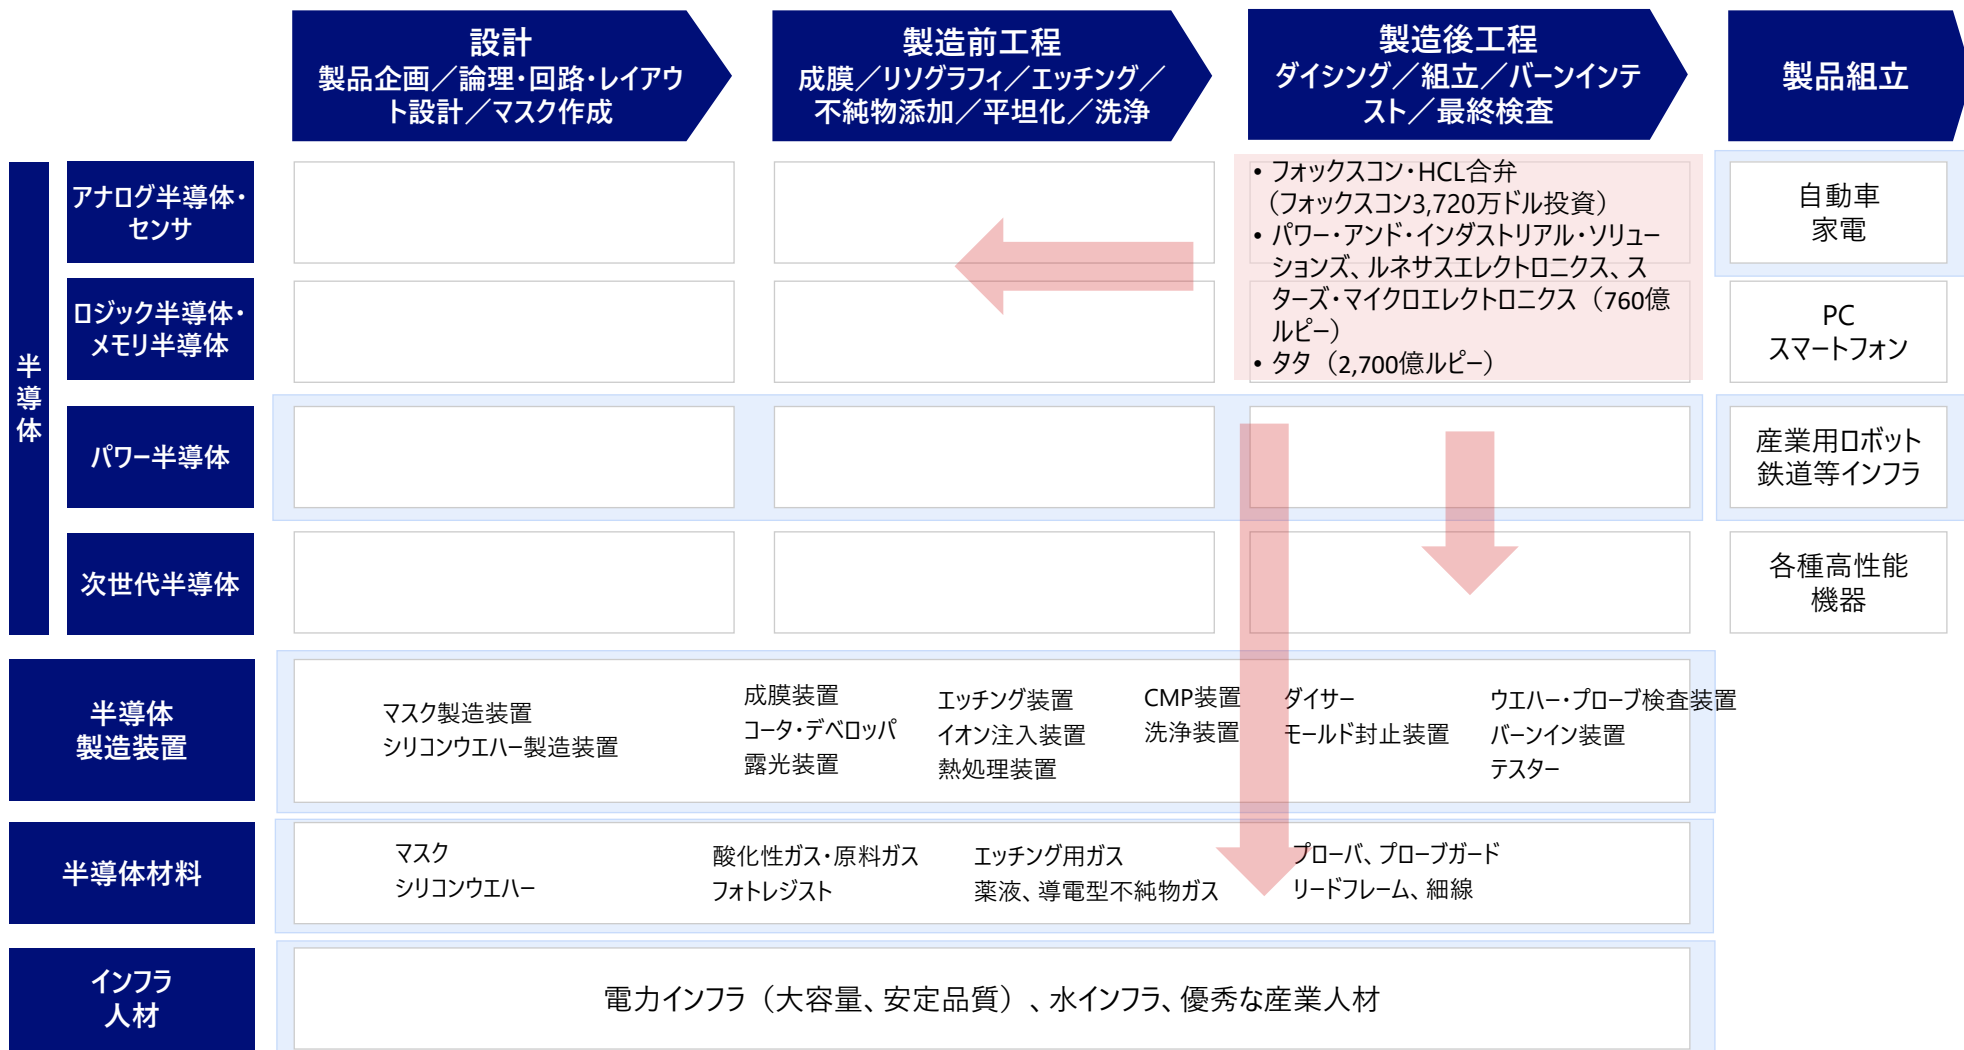 設計
製品企画／論理・回路・レイアウ
ト設計／マスク作成
製造前工程
成膜／リソグラフィ／エッチング／
不純物添加／平坦化／洗浄
製造後工程
ダイシング／組立／バーンインテ
スト／最終検査
製品組立
半導体
アナログ半導体・
センサ
• フォックスコン・HCL合弁
（フォックスコン3,720万ドル投資）
• パワー・アンド・インダストリアル・ソリュー
ションズ、ルネサスエレクトロニクス、ス
ターズ・マイクロエレクトロニクス（760億
ルピー）
• タタ（2,700億ルピー）
自動車
家電
ロジック半導体・
メモリ半導体
PC
スマートフォン
パワー半導体
産業用ロボット
鉄道等インフラ
次世代半導体
各種高性能
機器
半導体
製造装置
マスク製造装置
シリコンウエハー製造装置
成膜装置
コータ・デベロッパ
露光装置
エッチング装置
イオン注入装置
熱処理装置
CMP装置
洗浄装置
ダイサー
モールド封止装置
ウエハー・プローブ検査装置
バーンイン装置
テスター
半導体材料
マスク
シリコンウエハー
酸化性ガス・原料ガス
フォトレジスト
エッチング用ガス
薬液、導電型不純物ガス
プローバ、プローブガード
リードフレーム、細線
インフラ
人材
電力インフラ（大容量、安定品質）、水インフラ、優秀な産業人材